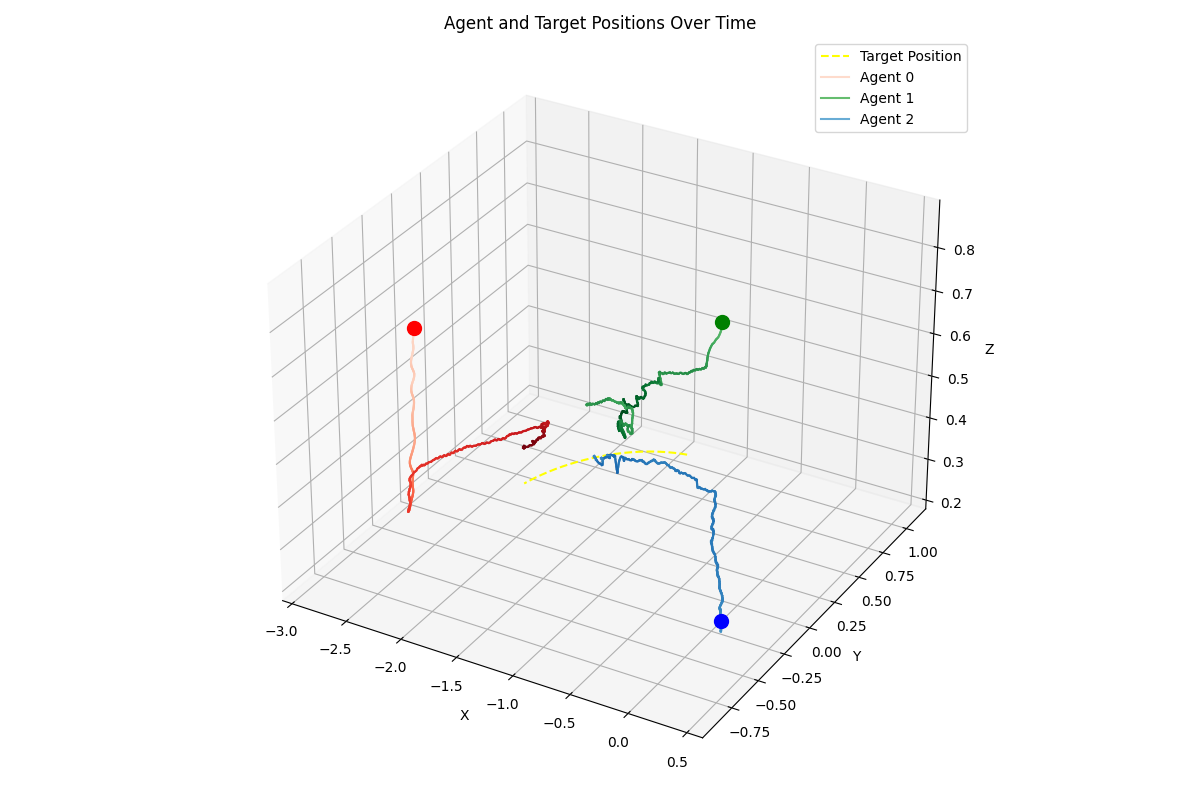 Agent and Target Positions Over Time
Target Position
Agent 0
Agent 1
Agent 2
0.8
0.7
0.6
0.5
0.4
0.3
0.2
Z
1.00
0.75
0.50
0.25
0.00
−0.25
−0.50
−0.75
Y
−3.0
−2.5
−2.0
−1.5
−1.0
−0.5
0.0
0.5
X